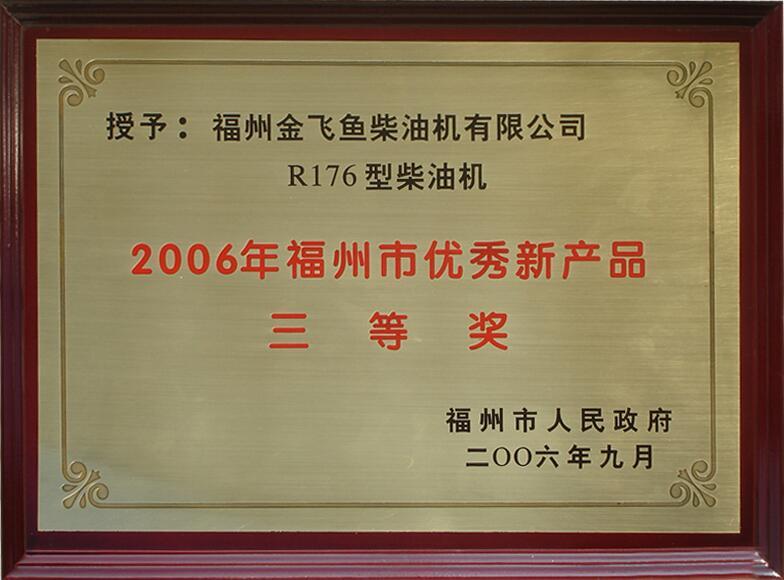 授予：福州金飞鱼柴油机有限公司
R176型柴油机
2006年福州市优秀新产品
三等奖
福州市人民政府
二OO六年九月